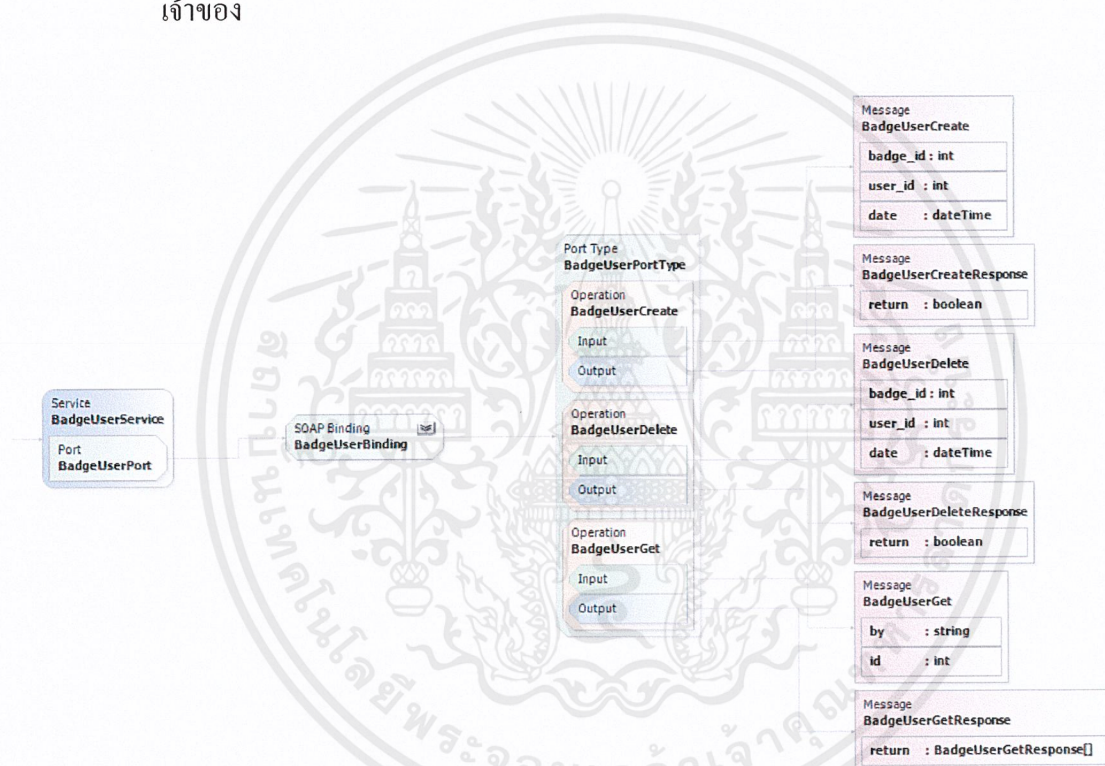 เจ้าของ
Service
BadgeUserService
Port
BadgeUserPort
SOAP Binding
BadgeUserBinding
Port Type
BadgeUserPortType
Operation
BadgeUserCreate
Input
Output
Operation
BadgeUserDelete
Input
Output
Operation
BadgeUserGet
Input
Output
Message
BadgeUserCreate
badge_id : int
user_id : int
date : dateTime
Message
BadgeUserCreateResponse
return : boolean
Message
BadgeUserDelete
badge_id : int
user_id : int
date : dateTime
Message
BadgeUserDeleteResponse
return : boolean
Message
BadgeUserGet
by : string
id : int
Message
BadgeUserGetResponse
return : BadgeUserGetResponse[]